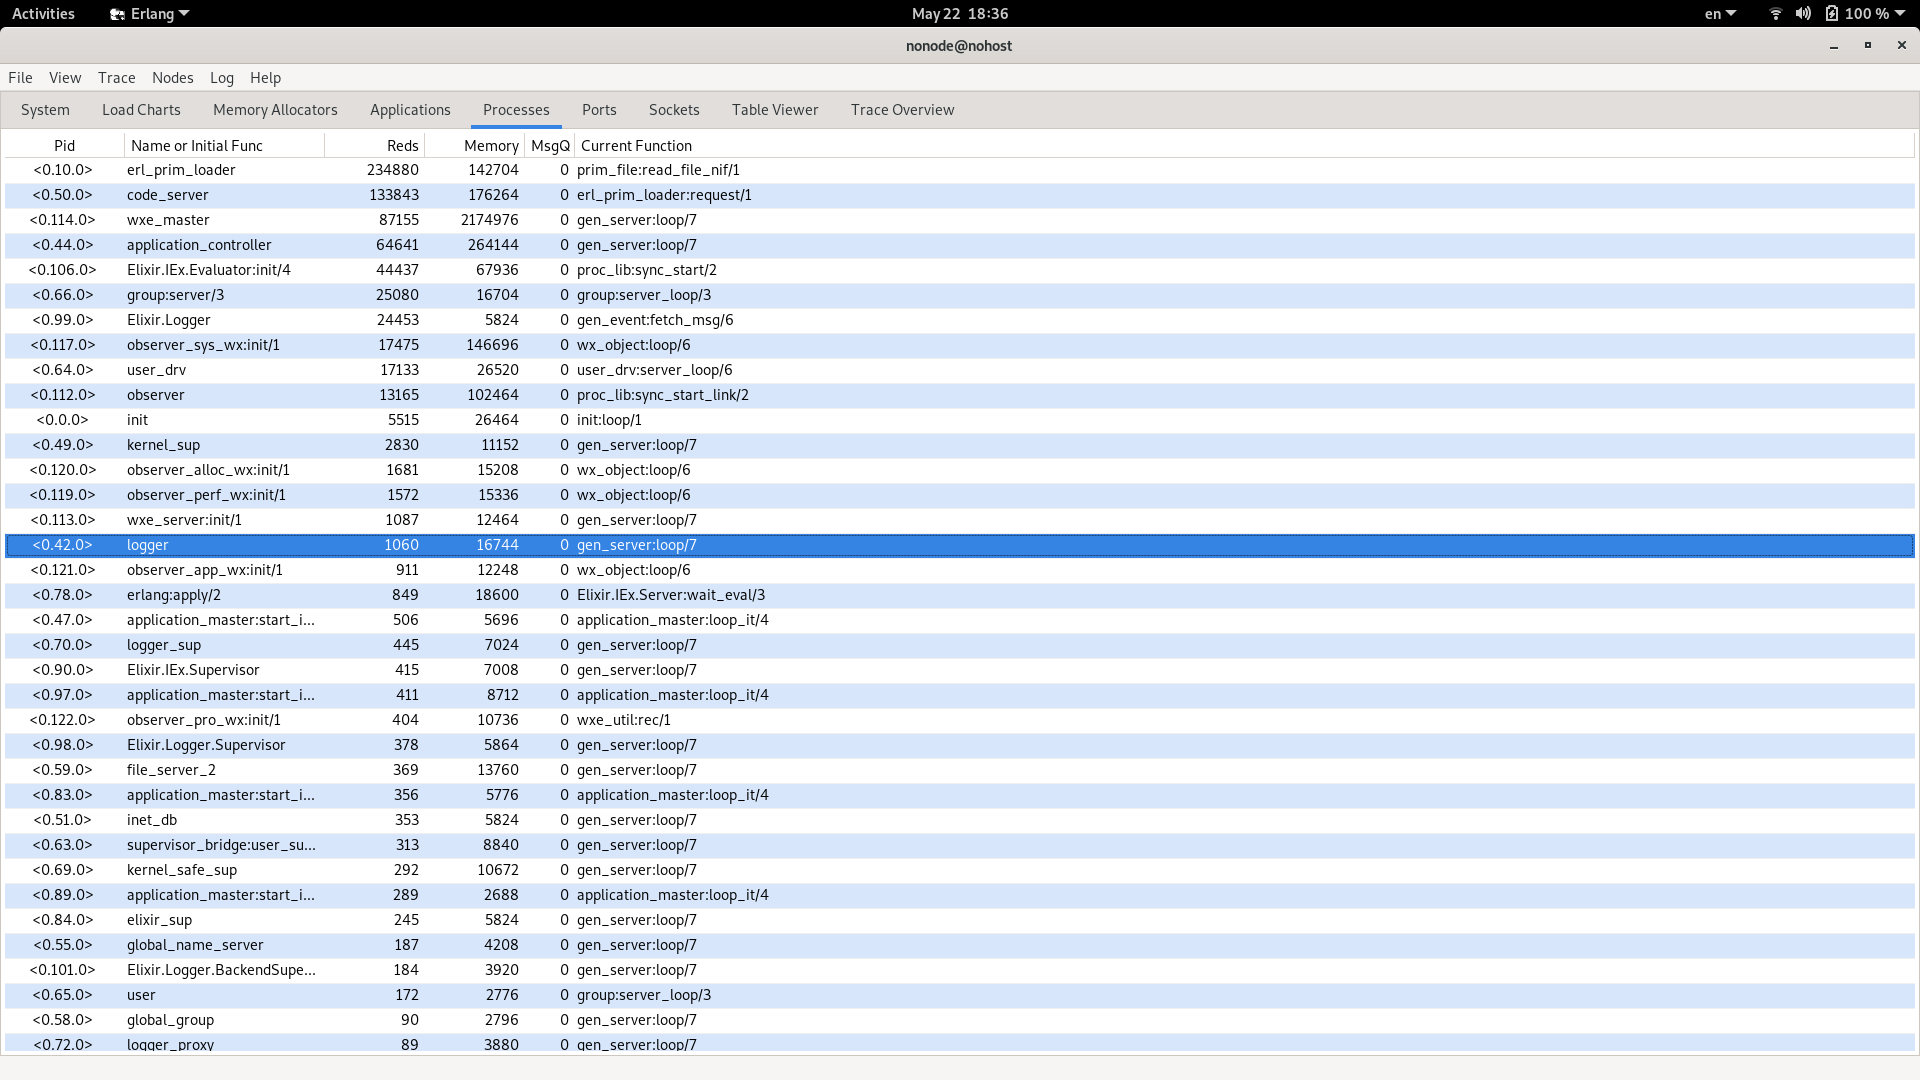 Activities Erlang May 22 18:36 en 100 %
nonode@nohost
File View Trace Nodes Log Help
System Load Charts Memory Allocators Applications Processes Ports Sockets Table Viewer Trace Overview
Pid Name or Initial Func Reds Memory MsgQ Current Function
<0.10.0> erl_prim_loader 234880 142704 0 prim_file:read_file_nif/1
<0.50.0> code_server 133843 176264 0 erl_prim_loader:request/1
<0.114.0> wxe_master 87155 2174976 0 gen_server:loop/7
<0.44.0> application_controller 64641 264144 0 gen_server:loop/7
<0.106.0> Elixir.IEx.Evaluator:init/4 44437 67936 0 proc_lib:sync_start/2
<0.66.0> group:server/3 25080 16704 0 group:server_loop/3
<0.99.0> Elixir.Logger 24453 5824 0 gen_event:fetch_msg/6
<0.117.0> observer_sys_wx:init/1 17475 146696 0 wx_object:loop/6
<0.64.0> user_drv 17133 26520 0 user_drv:server_loop/6
<0.112.0> observer 13165 102464 0 proc_lib:sync_start_link/2
<0.0.0> init 5515 26464 0 init:loop/1
<0.49.0> kernel_sup 2830 11152 0 gen_server:loop/7
<0.120.0> observer_alloc_wx:init/1 1681 15208 0 wx_object:loop/6
<0.119.0> observer_perf_wx:init/1 1572 15336 0 wx_object:loop/6
<0.113.0> wxe_server:init/1 1087 12464 0 gen_server:loop/7
<0.42.0> logger 1060 16744 0 gen_server:loop/7
<0.121.0> observer_app_wx:init/1 911 12248 0 wx_object:loop/6
<0.78.0> erlang:apply/2 849 18600 0 Elixir.IEx.Server:wait_eval/3
<0.47.0> application_master:start_i... 506 5696 0 application_master:loop_it/4
<0.70.0> logger_sup 445 7024 0 gen_server:loop/7
<0.90.0> Elixir.IEx.Supervisor 415 7008 0 gen_server:loop/7
<0.97.0> application_master:start_i... 411 8712 0 application_master:loop_it/4
<0.122.0> observer_pro_wx:init/1 404 10736 0 wxe_util:rec/1
<0.98.0> Elixir.Logger.Supervisor 378 5864 0 gen_server:loop/7
<0.59.0> file_server_2 369 13760 0 gen_server:loop/7
<0.83.0> application_master:start_i... 356 5776 0 application_master:loop_it/4
<0.51.0> inet_db 353 5824 0 gen_server:loop/7
<0.63.0> supervisor_bridge:user_su... 313 8840 0 gen_server:loop/7
<0.69.0> kernel_safe_sup 292 10672 0 gen_server:loop/7
<0.89.0> application_master:start_i... 289 2688 0 application_master:loop_it/4
<0.84.0> elixir_sup 245 5824 0 gen_server:loop/7
<0.55.0> global_name_server 187 4208 0 gen_server:loop/7
<0.101.0> Elixir.Logger.BackendSupe... 184 3920 0 gen_server:loop/7
<0.65.0> user 172 2776 0 group:server_loop/3
<0.58.0> global_group 90 2796 0 gen_server:loop/7
<0.72.0> logger_proxy 89 3880 0 gen_server:loop/7